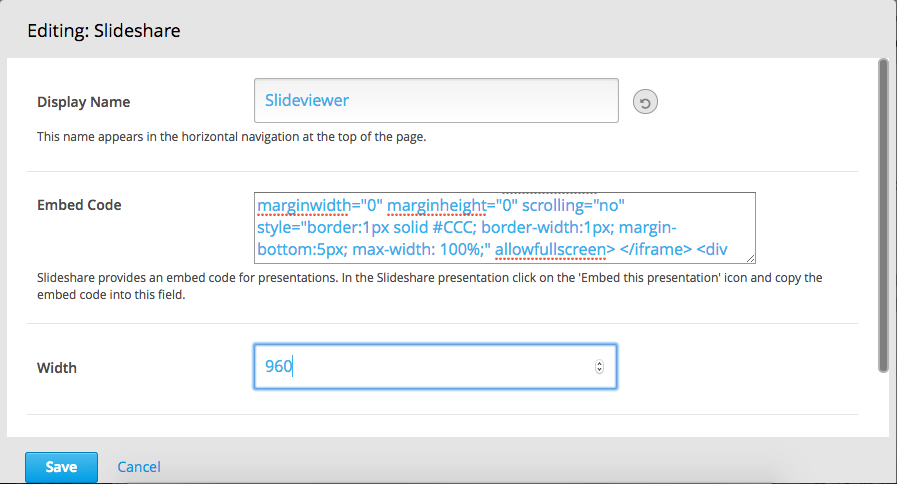 Editing: Slideshare
Display Name
Slideviewer
This name appears in the horizontal navigation at the top of the page.
Embed Code
marginwidth="0" marginheight="0" scrolling="no"
style="border:1px solid #CCC; border-width:1px; margin-
bottom:5px; max-width: 100%;" allowfullscreen> </iframe> <div
Slideshare provides an embed code for presentations. In the Slideshare presentation click on the 'Embed this presentation' icon and copy the
embed code into this field.
Width
960
Save
Cancel